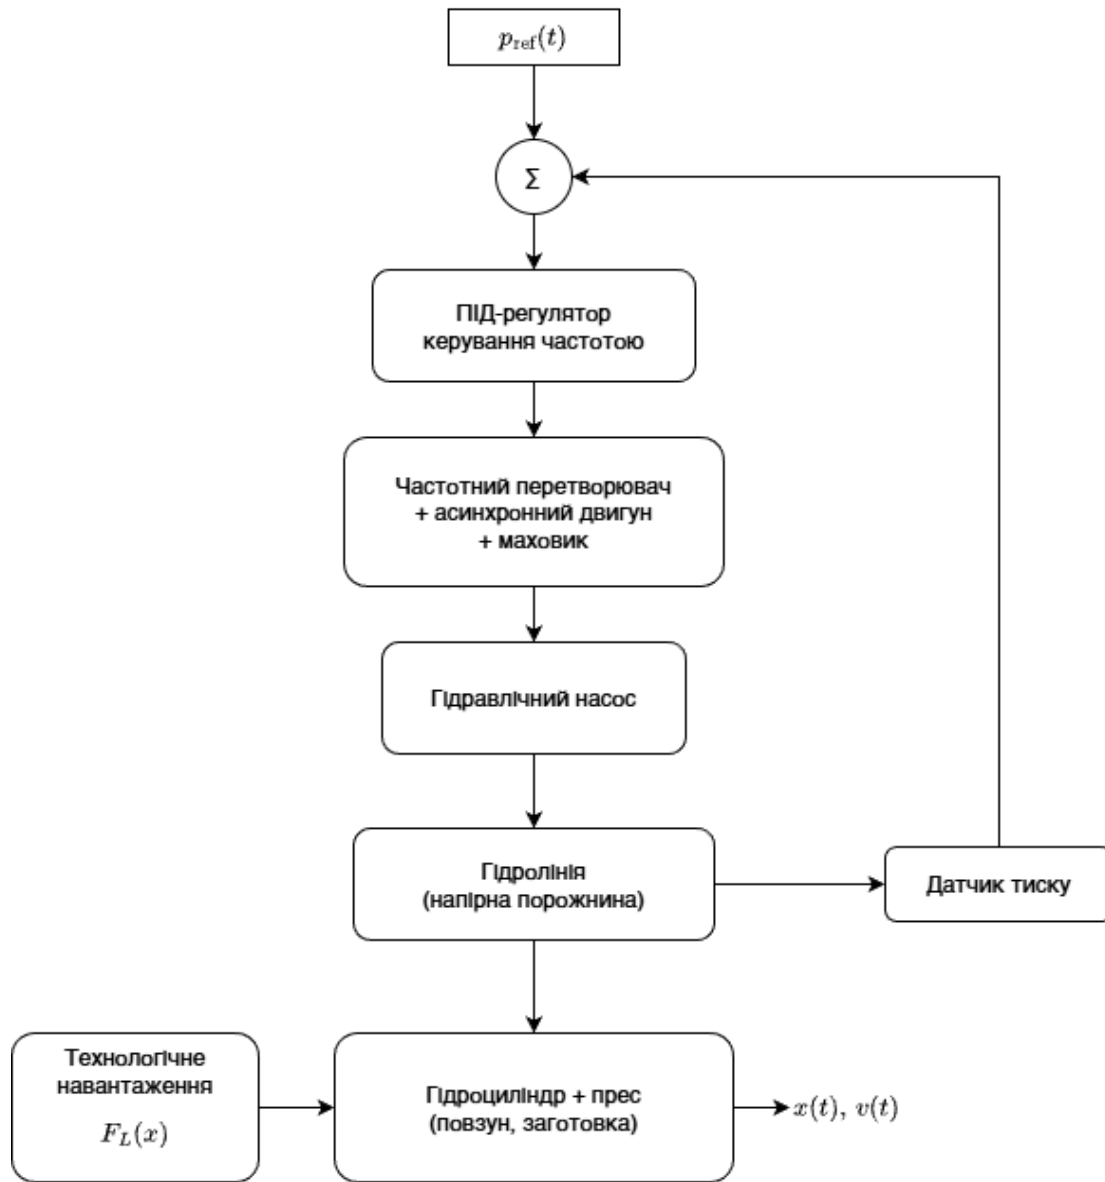 p_ref(t)
Σ
ПІД-регулятор
керування частотою
Частотний перетворювач
+ асинхронний двигун
+ маховик
Гідравлічний насос
Гідролінія
(напірна порожнина)
Датчик тиску
Технологічне
навантаження
F_L(x)
Гідроциліндр + прес
(повзун, заготовка)
x(t), v(t)